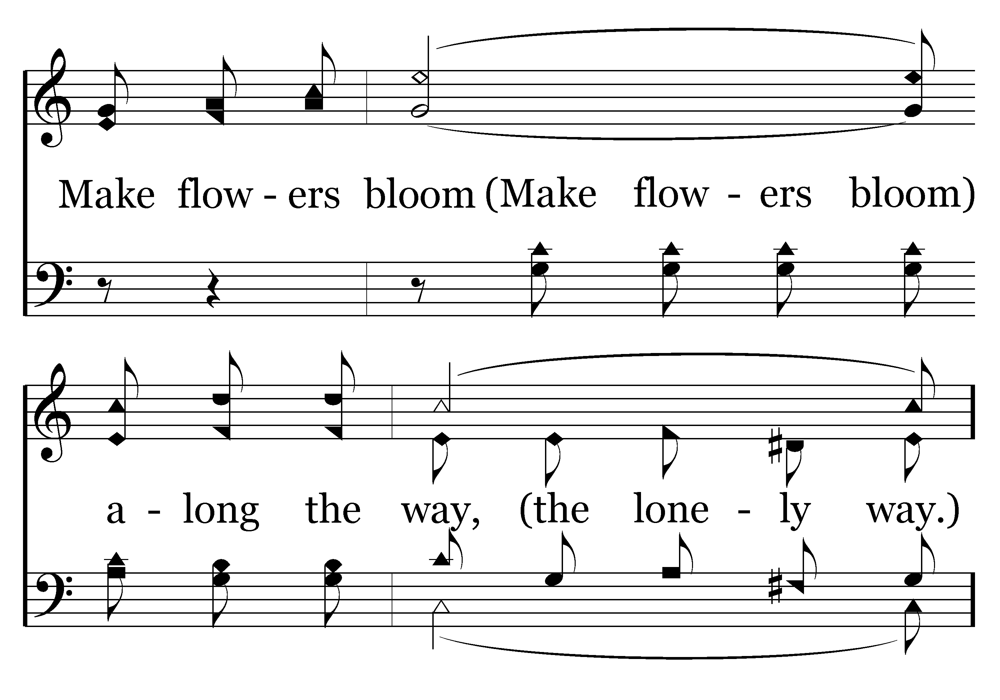 Make flow - ers bloom (Make flow - ers bloom)
a - long the way, (the lone - ly way.)